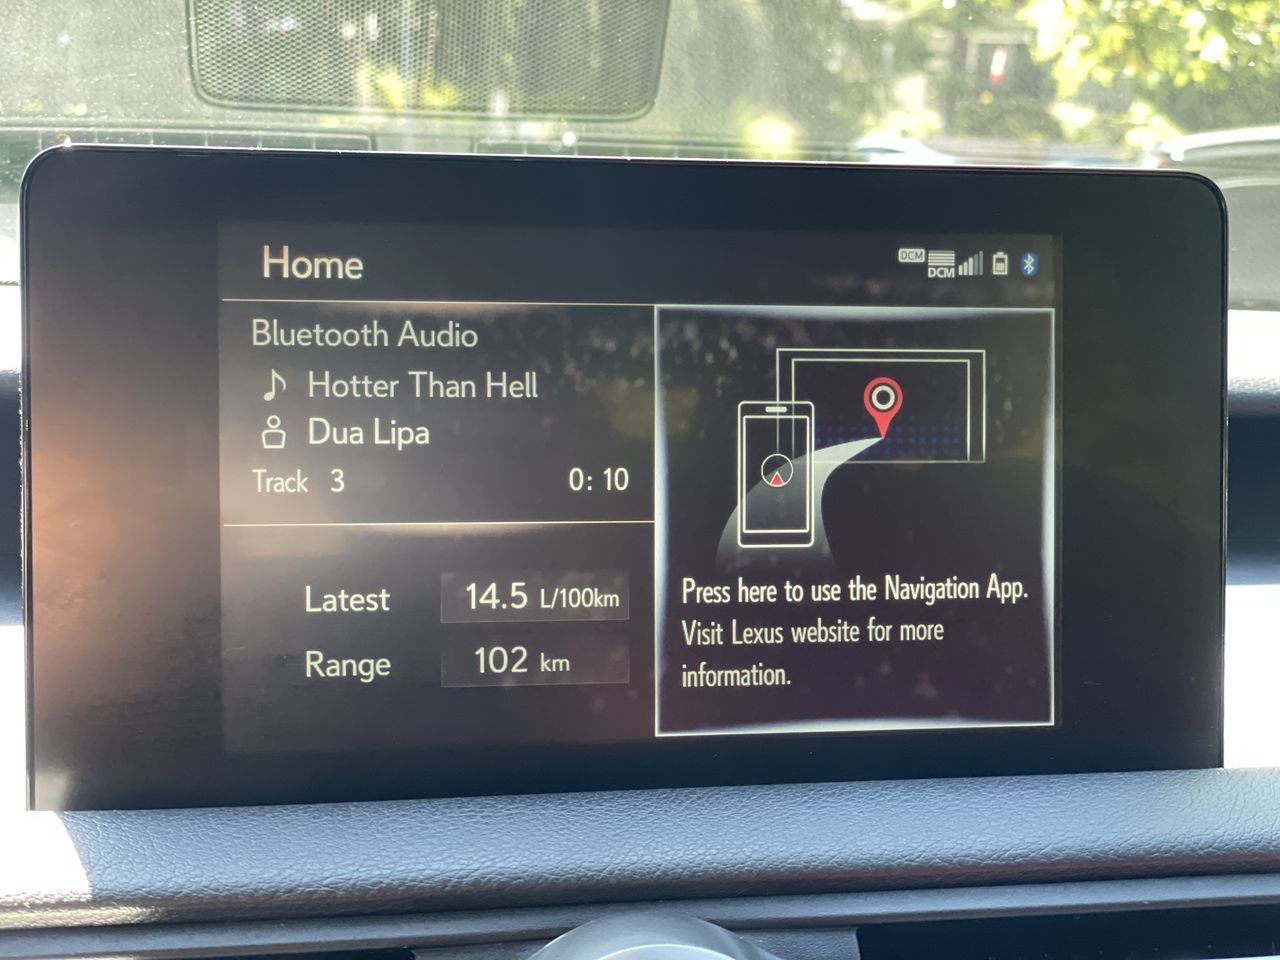 Home
DCM
DCM
Bluetooth Audio
Hotter Than Hell
Dua Lipa
Track 3 0: 10
Latest 14.5 L/100km
Range 102 km
Press here to use the Navigation App.
Visit Lexus website for more
information.